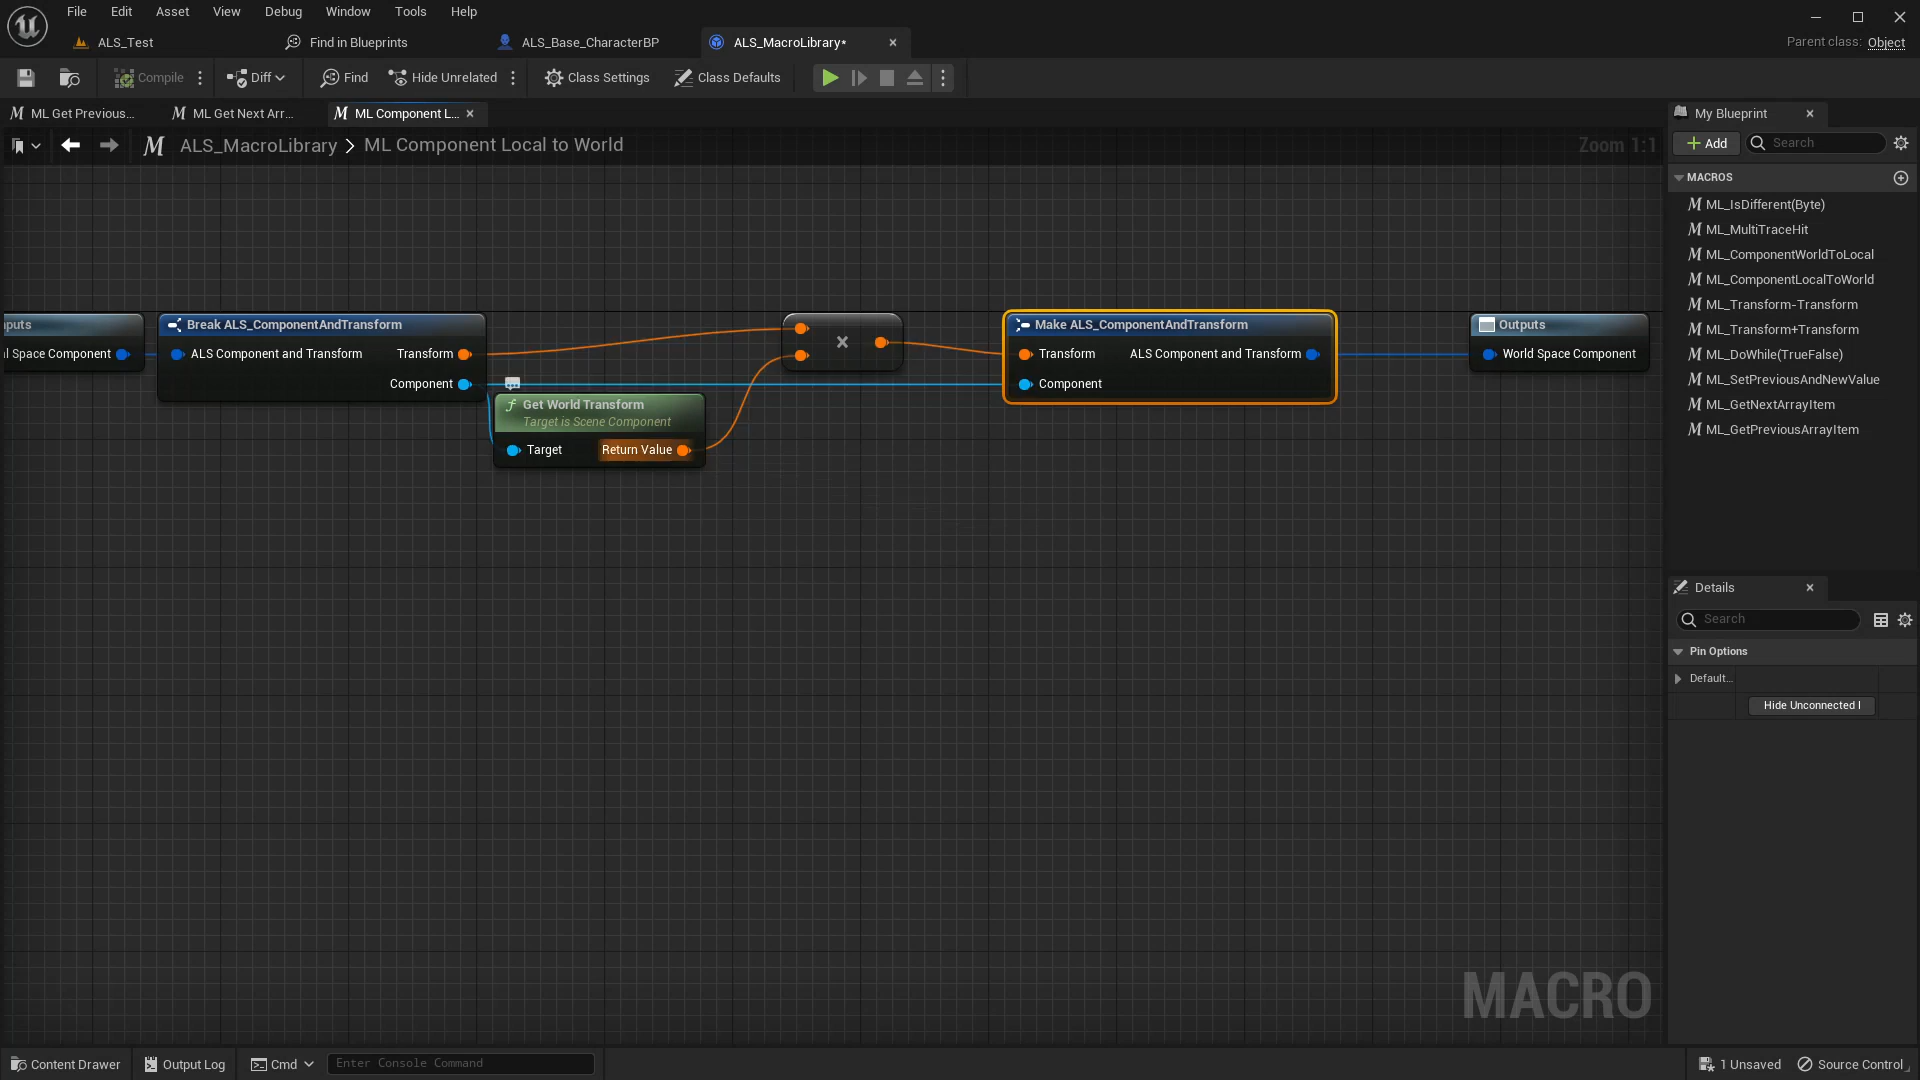 File Edit Asset View Debug Window Tools Help
ALS_Test Find in Blueprints ALS_Base_CharacterBP ALS_MacroLibrary*
Parent class: Object
Compile Diff Find Hide Unrelated Class Settings Class Defaults
ML Get Previous... ML Get Next Arr... ML Component L...
ALS_MacroLibrary > ML Component Local to World
Zoom 1:1
puts
l Space Component
Break ALS_ComponentAndTransform
ALS Component and Transform Transform
Component
Get World Transform
Target is Scene Component
Target Return Value
Make ALS_ComponentAndTransform
Transform ALS Component and Transform
Component
Outputs
World Space Component
MACRO
My Blueprint
Add Search
MACROS
ML_IsDifferent(Byte)
ML_MultiTraceHit
ML_ComponentWorldToLocal
ML_ComponentLocalToWorld
ML_Transform-Transform
ML_Transform+Transform
ML_DoWhile(TrueFalse)
ML_SetPreviousAndNewValue
ML_GetNextArrayItem
ML_GetPreviousArrayItem
Details
Search
Pin Options
Default...
Hide Unconnected
Content Drawer Output Log Cmd Enter Console Command
1 Unsaved Source Control